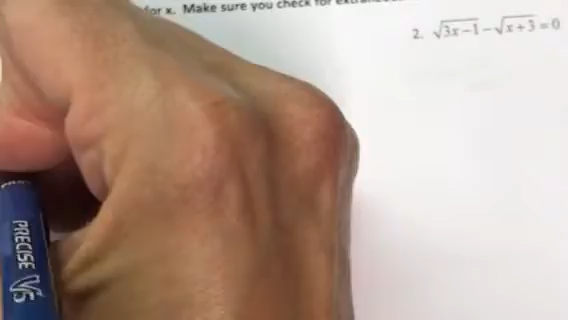 for x. Make sure you check for
2. √3x-1 - √x+3 = 0
PRECISE V5